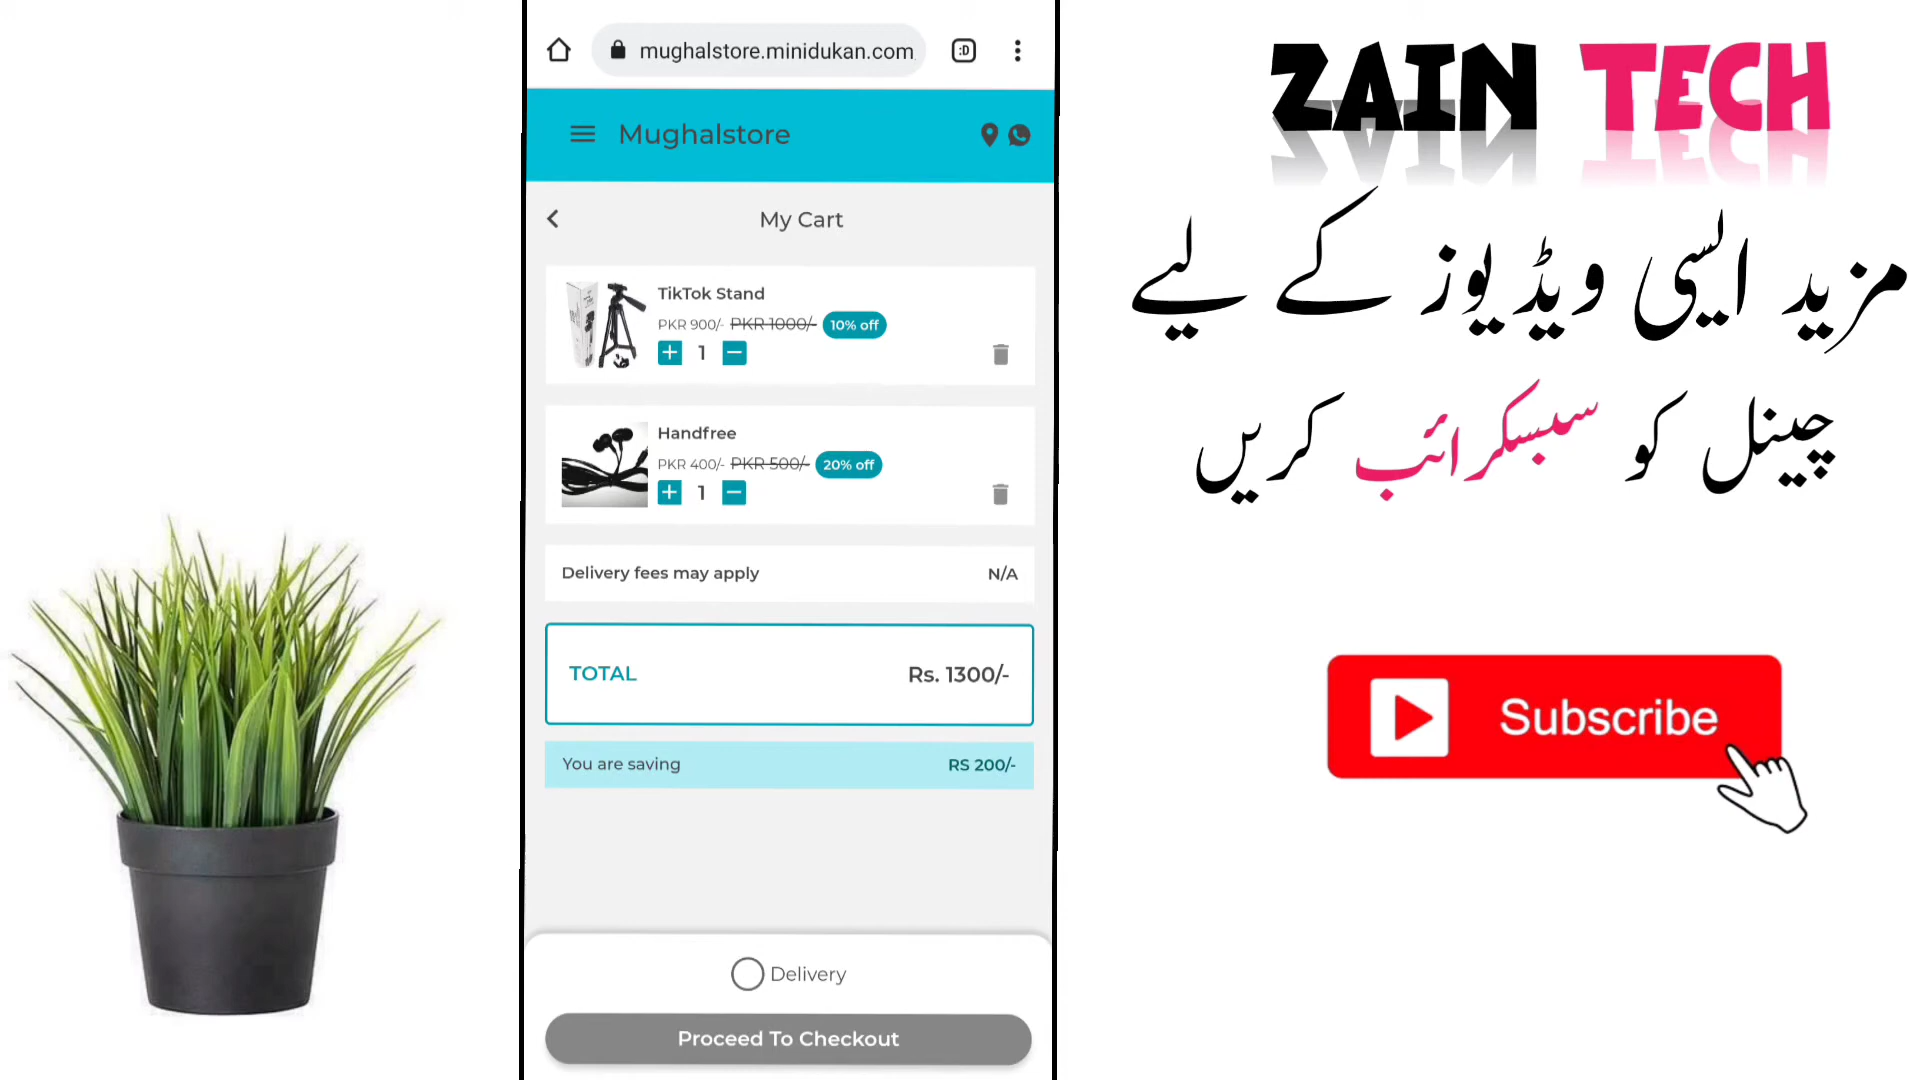 mughalstore.minidukan.com
:D
Mughalstore
My Cart
TikTok Stand
PKR 900/- PKR 1000/- 10% off
+ 1 −
Handfree
PKR 400/- PKR 500/- 20% off
+ 1 −
Delivery fees may apply N/A
TOTAL Rs. 1300/-
You are saving RS 200/-
Delivery
Proceed To Checkout
ZAIN TECH
مزید ایسی ویڈیوز کے لیے
چینل کو سبسکرائب کریں
Subscribe